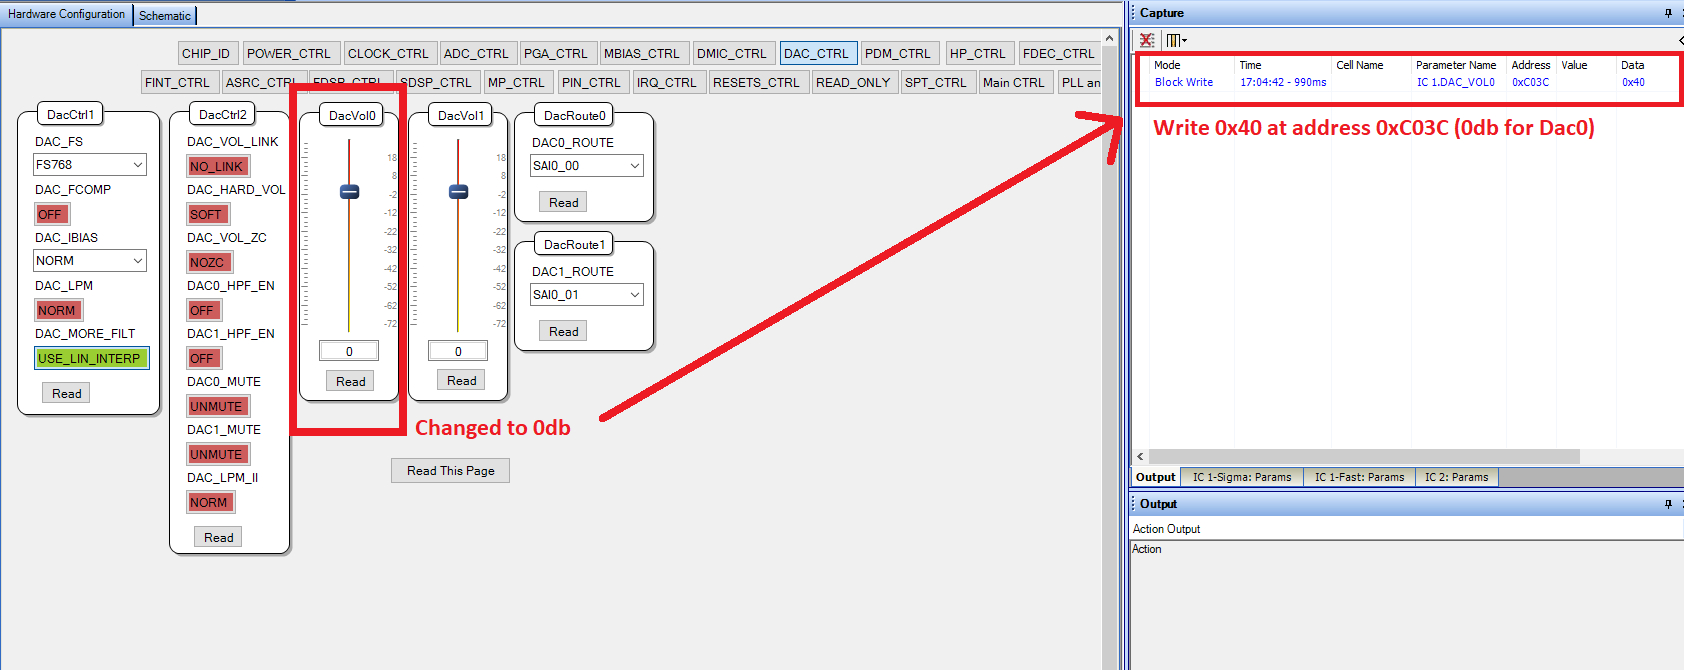 Hardware Configuration Schematic
CHIP_ID POWER_CTRL CLOCK_CTRL ADC_CTRL PGA_CTRL MBIAS_CTRL DMIC_CTRL DAC_CTRL PDM_CTRL HP_CTRL FDEC_CTRL
FINT_CTRL ASRC_CTRL FDSP_CTRL SDSP_CTRL MP_CTRL PIN_CTRL IRQ_CTRL RESETS_CTRL READ_ONLY SPT_CTRL Main CTRL PLL an
DacCtrl1
DAC_FS
FS768
DAC_FCOMP
OFF
DAC_IBIAS
NORM
DAC_LPM
NORM
DAC_MORE_FILT
USE_LIN_INTERP
Read
DacCtrl2
DAC_VOL_LINK
NO_LINK
DAC_HARD_VOL
SOFT
DAC_VOL_ZC
NOZC
DAC0_HPF_EN
OFF
DAC1_HPF_EN
OFF
DAC0_MUTE
UNMUTE
DAC1_MUTE
UNMUTE
DAC_LPM_II
NORM
Read
DacVol0
18
8
-2
-12
-22
-32
-42
-52
-62
-72
0
Read
DacVol1
18
8
-2
-12
-22
-32
-42
-52
-62
-72
0
Read
DacRoute0
DAC0_ROUTE
SAI0_00
Read
DacRoute1
DAC1_ROUTE
SAI0_01
Read
Changed to 0db
Read This Page
Capture
Mode Time Cell Name Parameter Name Address Value Data
Block Write 17:04:42 - 990ms IC 1.DAC_VOL0 0xC03C 0x40
Write 0x40 at address 0xC03C (0db for Dac0)
Output IC 1-Sigma: Params IC 1-Fast: Params IC 2: Params
Output
Action Output
Action